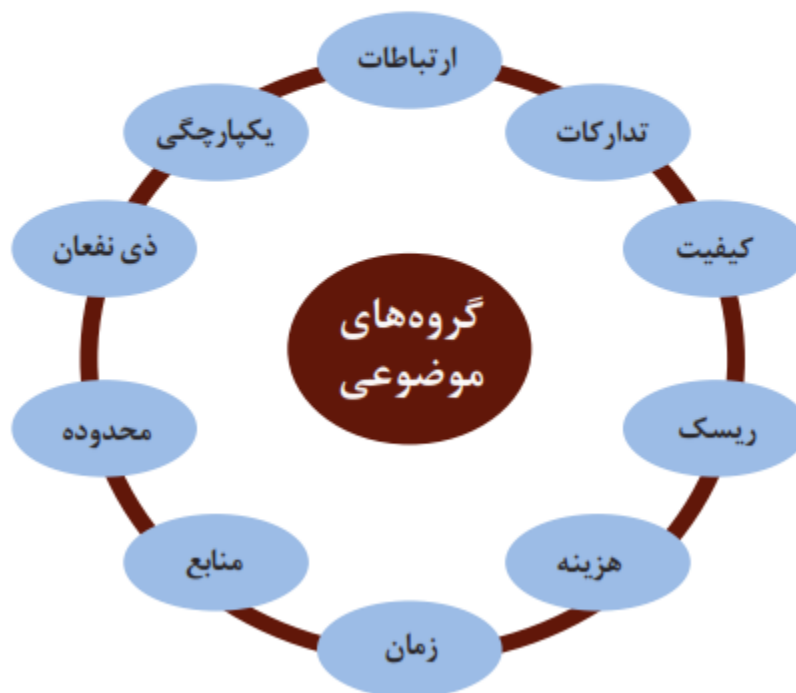 ارتباطات
تدارکات
یکپارچگی
کیفیت
ذی نفعان
گروه‌های
موضوعی
ریسک
محدوده
هزینه
منابع
زمان